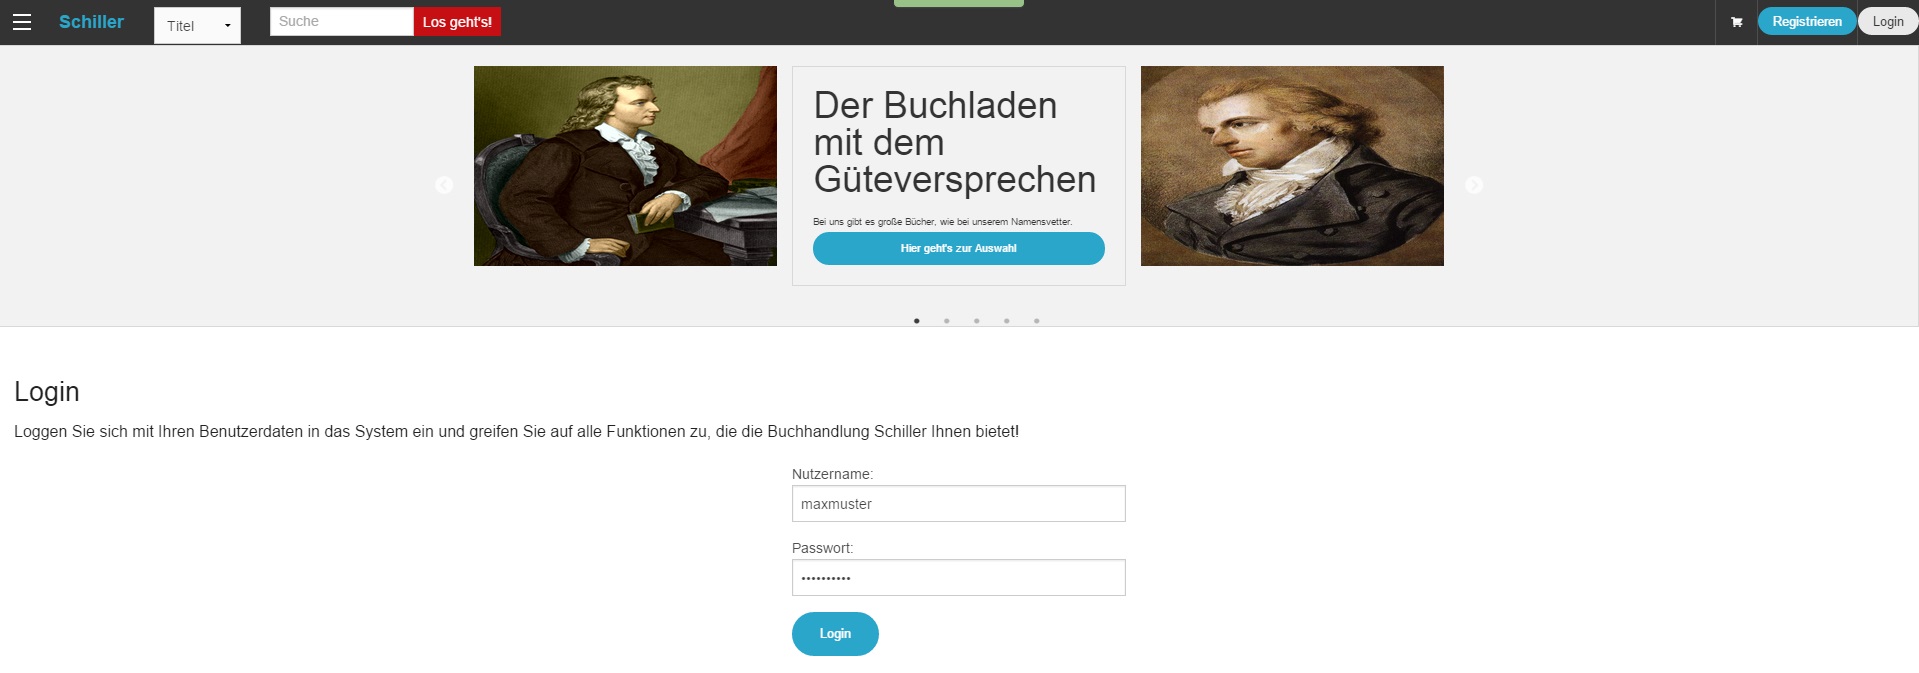 Schiller
Titel
Suche
Los geht's!
Registrieren
Login
Der Buchladen
mit dem
Güteversprechen
Bei uns gibt es große Bücher, wie bei unserem Namensvetter.
Hier geht's zur Auswahl
Login
Loggen Sie sich mit Ihren Benutzerdaten in das System ein und greifen Sie auf alle Funktionen zu, die die Buchhandlung Schiller Ihnen bietet!
Nutzername:
maxmuster
Passwort:
••••••••••
Login